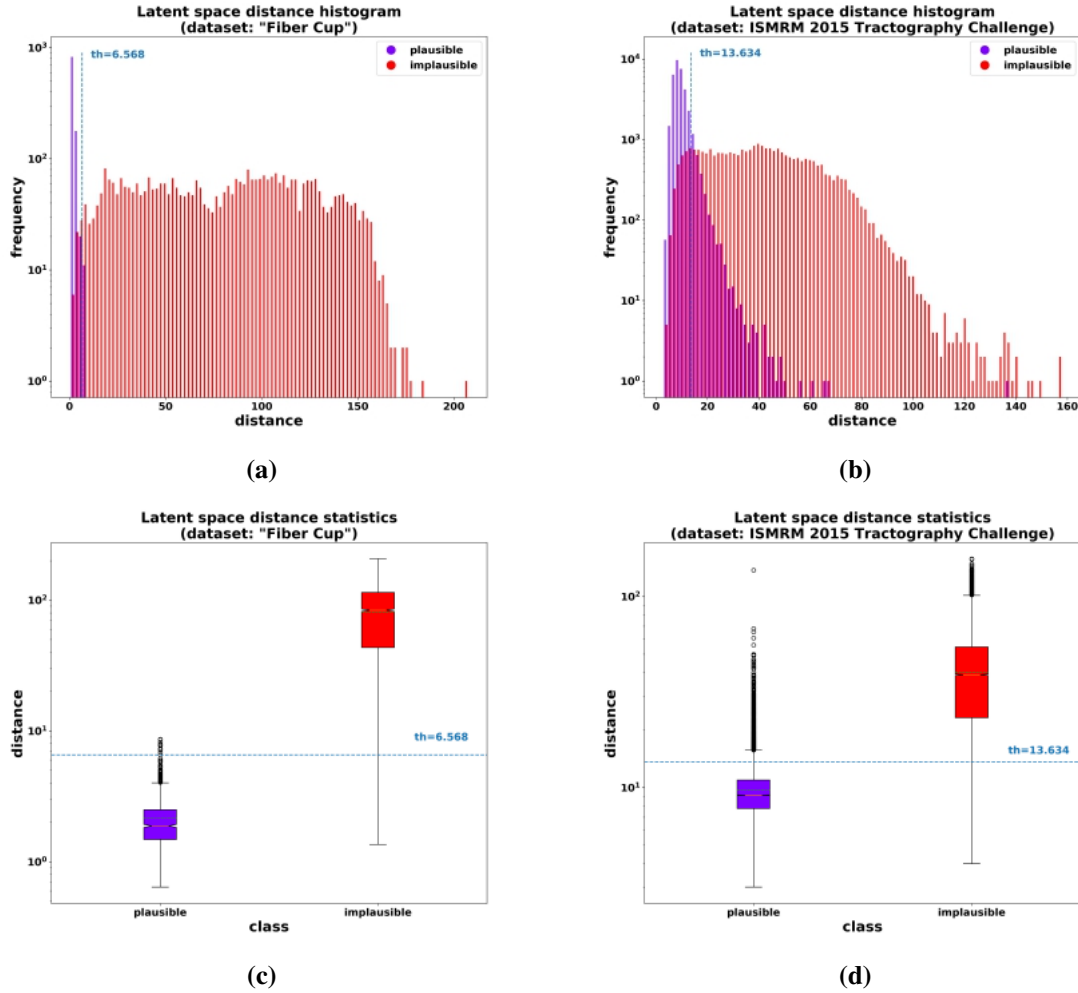 Latent space distance histogram
(dataset: "Fiber Cup")
th=6.568
plausible
implausible
frequency
10³
10²
10¹
10⁰
0
50
100
150
200
distance
(a)
Latent space distance histogram
(dataset: ISMRM 2015 Tractography Challenge)
th=13.634
plausible
implausible
frequency
10⁴
10³
10²
10¹
10⁰
0
20
40
60
80
100
120
140
160
distance
(b)
Latent space distance statistics
(dataset: "Fiber Cup")
distance
10²
10¹
10⁰
th=6.568
plausible
implausible
class
(c)
Latent space distance statistics
(dataset: ISMRM 2015 Tractography Challenge)
distance
10²
10¹
th=13.634
plausible
implausible
class
(d)